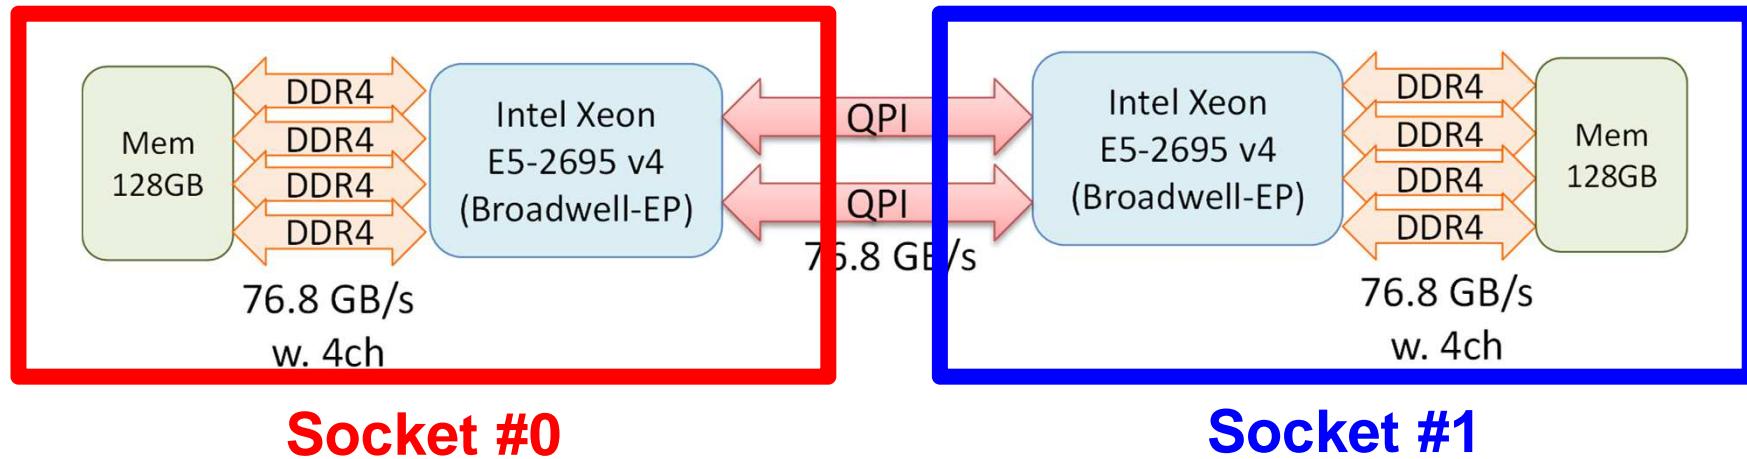 Mem
128GB
DDR4
DDR4
DDR4
DDR4
76.8 GB/s
w. 4ch
Intel Xeon
E5-2695 v4
(Broadwell-EP)
QPI
QPI
76.8 GB/s
Intel Xeon
E5-2695 v4
(Broadwell-EP)
DDR4
DDR4
DDR4
DDR4
76.8 GB/s
w. 4ch
Mem
128GB
Socket #0
Socket #1